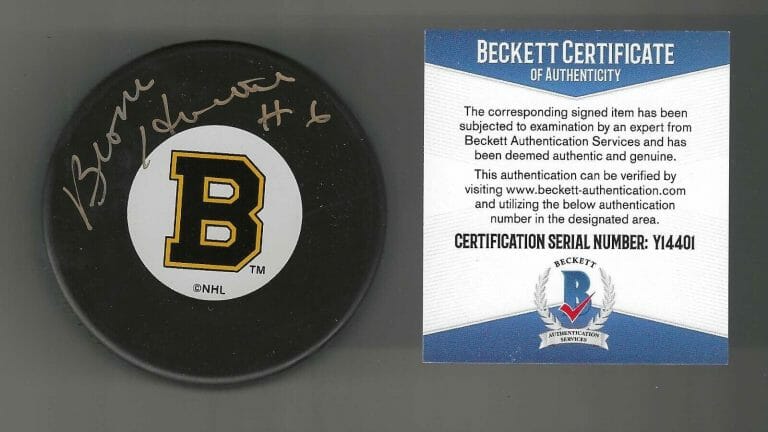 Bronco
Horvath
# 6
B
TM
©NHL
BECKETT CERTIFICATE
OF AUTHENTICITY
The corresponding signed item has been
subjected to examination by an expert from
Beckett Authentication Services and has
been deemed authentic and genuine.
This authentication can be verified by
visiting www.beckett-authentication.com
and utilizing the below authentication
number in the designated area.
CERTIFICATION SERIAL NUMBER: Y14401
BECKETT
B
AUTHENTICATION
SERVICES